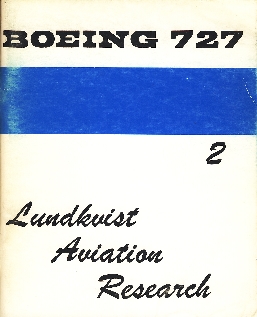 BOEING 727
2
Lundkvist
Aviation
Research